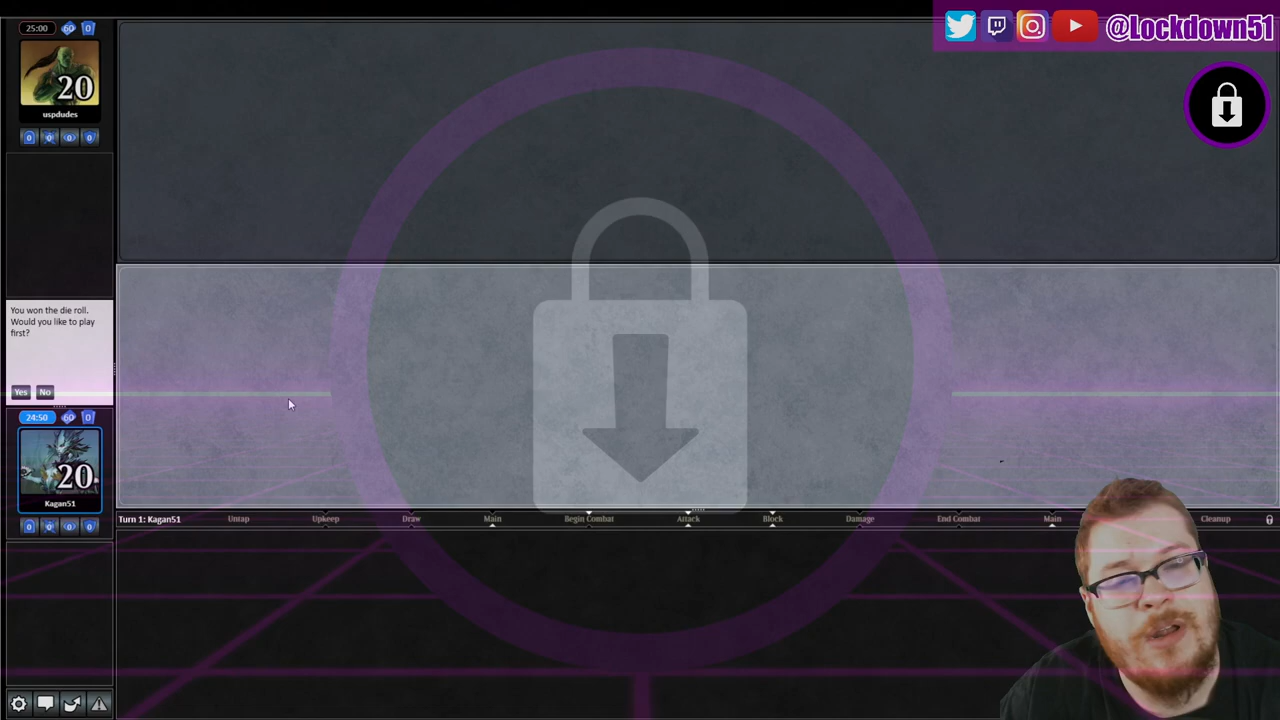 25:00 60 0
20
uspdudes
0 0 0 0
@Lockdown51
You won the die roll.
Would you like to play
first?
Yes No
24:50 60 0
20
Kagan51
0 0 0 0
Turn 1: Kagan51 Untap Upkeep Draw Main Begin Combat Attack Block Damage End Combat Main Cleanup